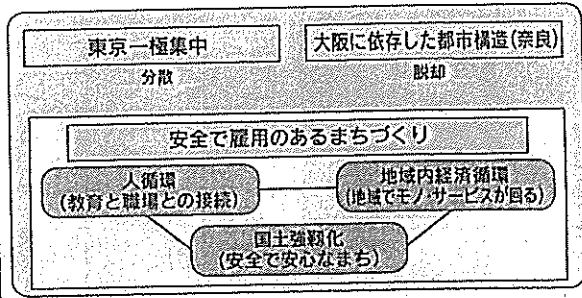 東京一極集中
大阪に依存した都市構造(奈良)
分散
脱却
安全で雇用のあるまちづくり
人循環
(教育と職場との接続)
地域内経済循環
(地域でモノ・サービスが回る)
国土強靱化
(安全で安心なまち)